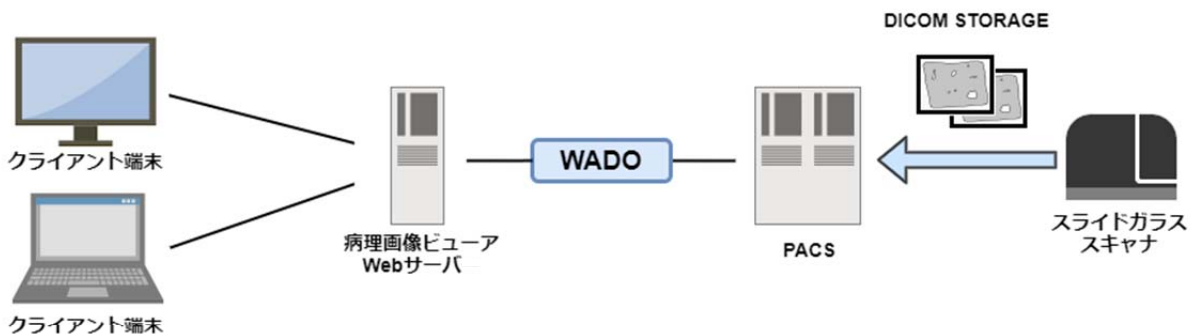 DICOM STORAGE
クライアント端末
WADO
病理画像ビューア
Webサーバ
PACS
スライドガラス
スキャナ
クライアント端末